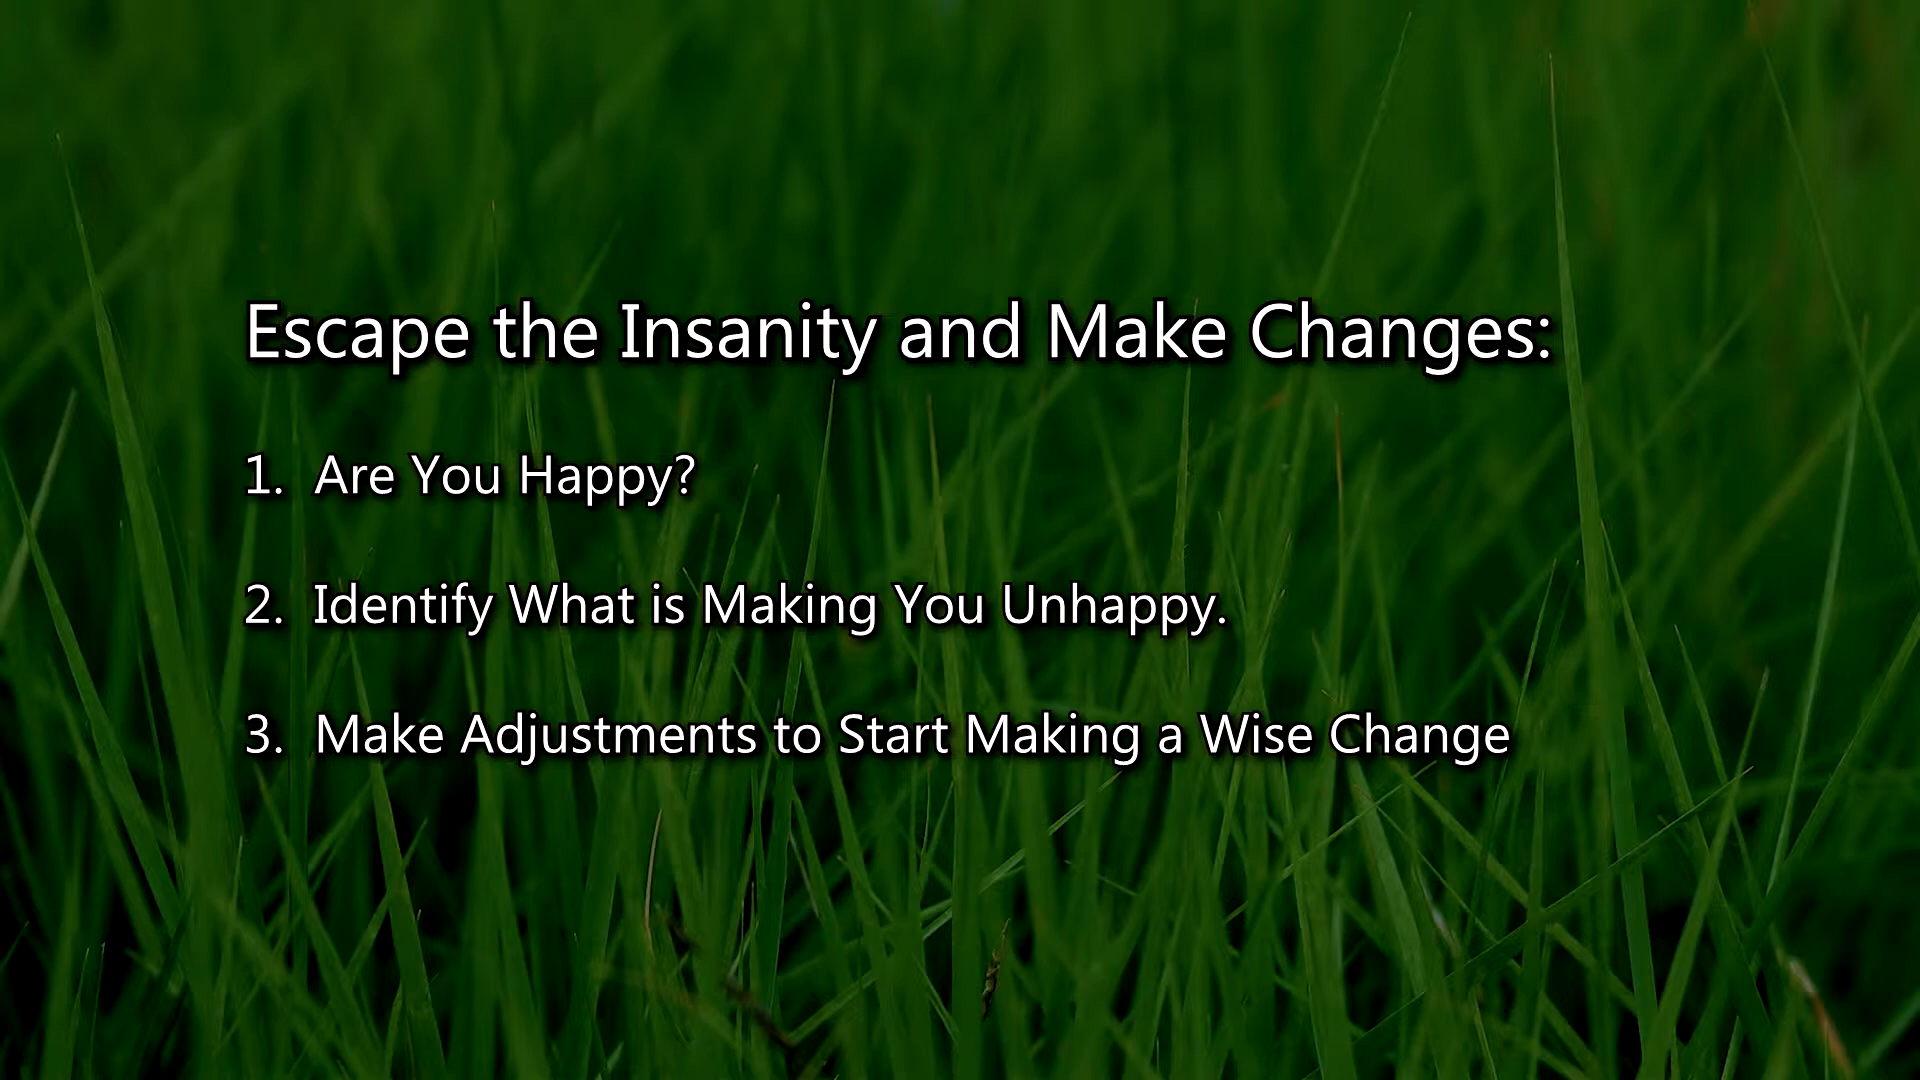 Escape the Insanity and Make Changes:
1. Are You Happy?
2. Identify What is Making You Unhappy.
3. Make Adjustments to Start Making a Wise Change